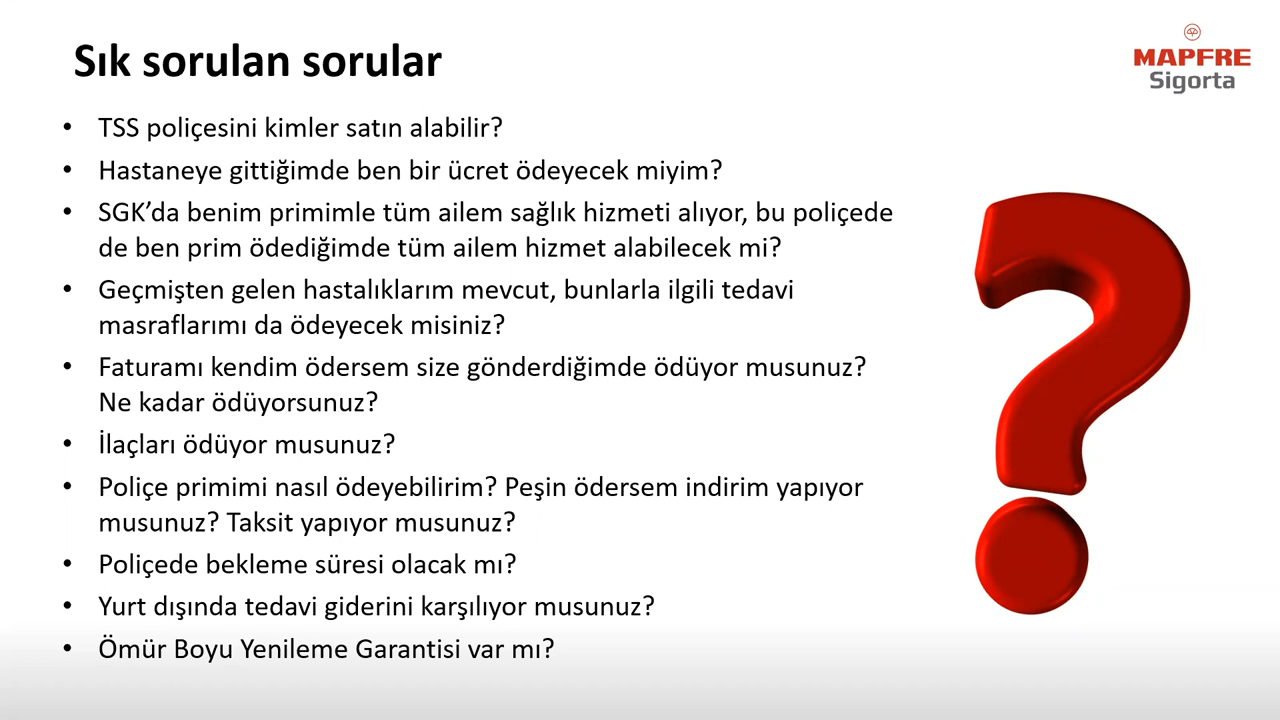 Sık sorulan sorular
MAPFRE
Sigorta
• TSS poliçesini kimler satın alabilir?
• Hastaneye gittiğimde ben bir ücret ödeyecek miyim?
• SGK’da benim primimle tüm ailem sağlık hizmeti alıyor, bu poliçede
de ben prim ödediğimde tüm ailem hizmet alabilecek mi?
• Geçmişten gelen hastalıklarım mevcut, bunlarla ilgili tedavi
masraflarımı da ödeyecek misiniz?
• Faturamı kendim ödersem size gönderdiğimde ödüyor musunuz?
Ne kadar ödüyorsunuz?
• İlaçları ödüyor musunuz?
• Poliçe primimi nasıl ödeyebilirim? Peşin ödersem indirim yapıyor
musunuz? Taksit yapıyor musunuz?
• Poliçede bekleme süresi olacak mı?
• Yurt dışında tedavi giderini karşılıyor musunuz?
• Ömür Boyu Yenileme Garantisi var mı?